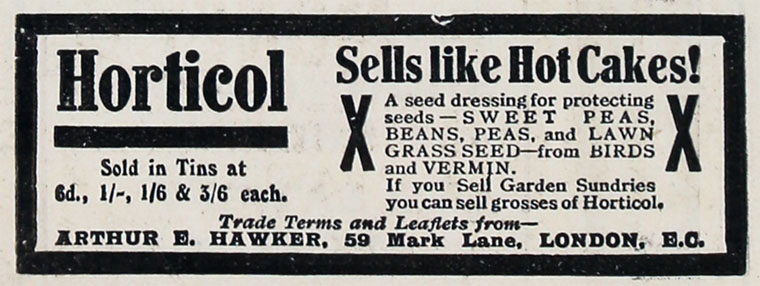 Horticol
Sold in Tins at
6d., 1/-, 1/6 & 3/6 each.
Sells like Hot Cakes!
X
A seed dressing for protecting
seeds — SWEET PEAS,
BEANS, PEAS, and LAWN
GRASS SEED—from BIRDS
and VERMIN.
If you Sell Garden Sundries
you can sell grosses of Horticol.
X
Trade Terms and Leaflets from—
ARTHUR E. HAWKER, 59 Mark Lane, LONDON, E.C.